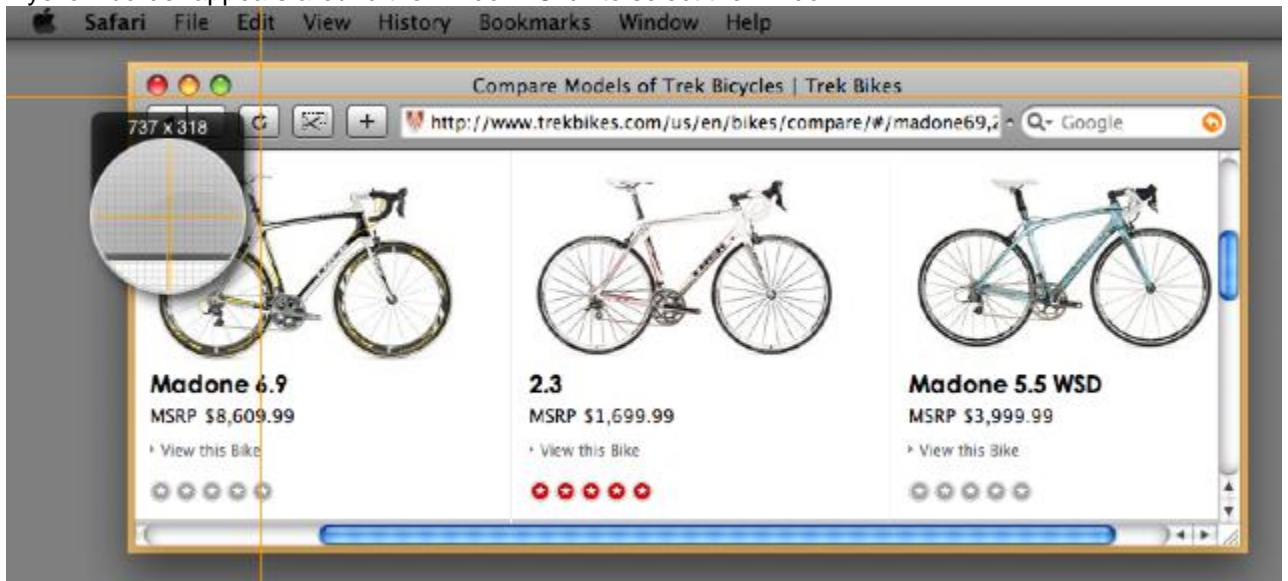 Safari File Edit View History Bookmarks Window Help
Compare Models of Trek Bicycles | Trek Bikes
737 x 318
http://www.trekbikes.com/us/en/bikes/compare/#/madone69,2
Google
Madone 6.9
MSRP $8,609.99
View this Bike
2.3
MSRP $1,699.99
View this Bike
Madone 5.5 WSD
MSRP $3,999.99
View this Bike